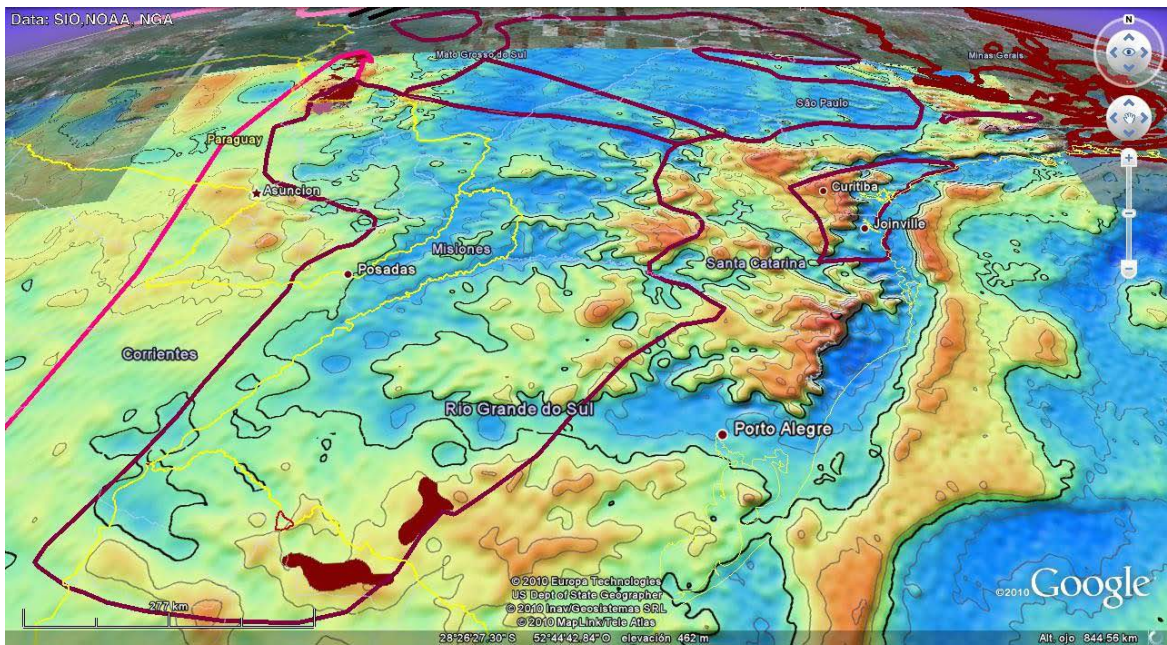 Data: SIO,NOAA, NGA
N
Mato Grosso do Sul
Minas Gerais
São Paulo
Paraguay
Asuncion
Curitiba
Joinville
Misiones
Santa Catarina
Posadas
Corrientes
Rio Grande do Sul
Porto Alegre
© 2010 Europa Technologies
US Dept of State Geographer
© 2010 Inav/Geosistemas SRL
© 2010 MapLink/Tele Atlas
©2010 Google
277 km
28°26'27.30" S 52°44'42.84" O elevación 462 m
Alt. ojo 844.56 km